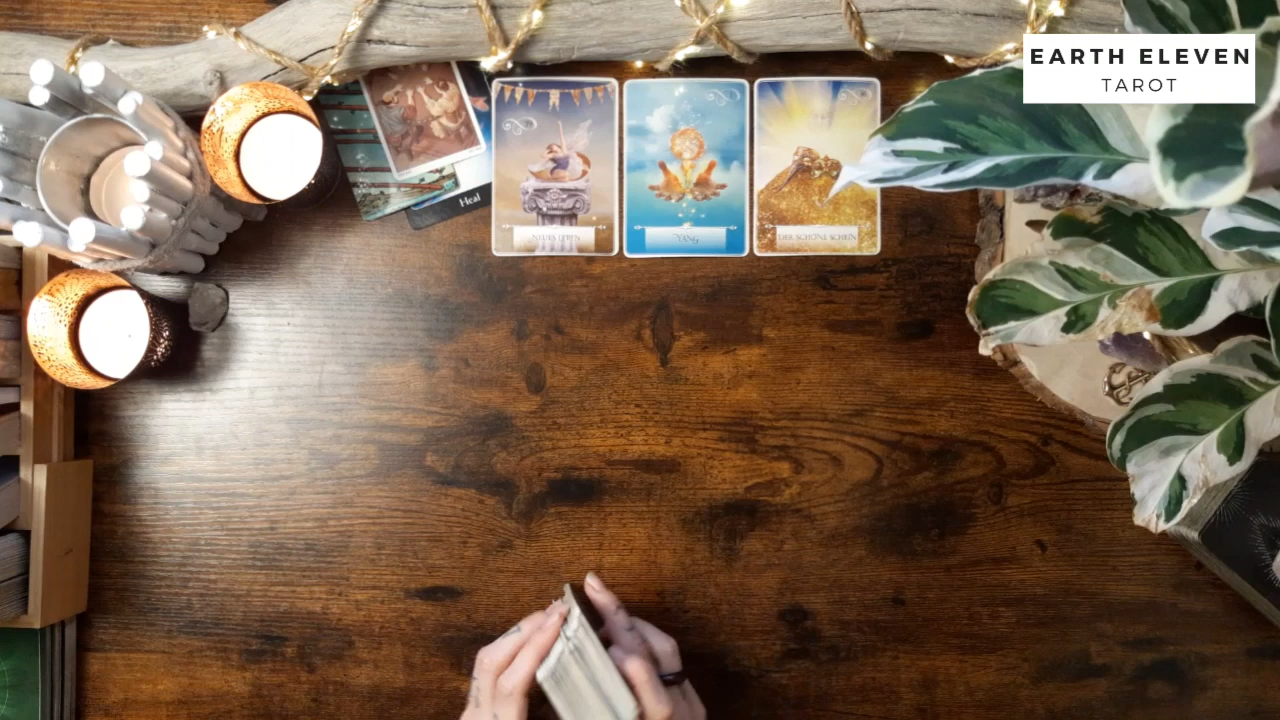 EARTH ELEVEN
TAROT
Heal
NEUES LEBEN
YANG
DER SCHÖNE SCHEIN